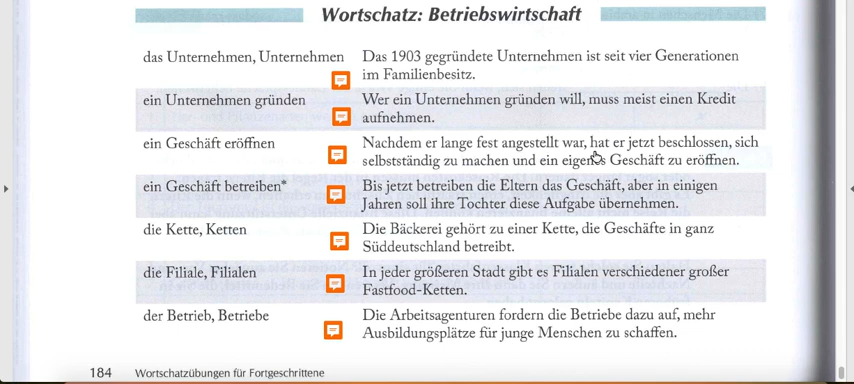 Wortschatz: Betriebswirtschaft
das Unternehmen, Unternehmen Das 1903 gegründete Unternehmen ist seit vier Generationen
im Familienbesitz.
ein Unternehmen gründen Wer ein Unternehmen gründen will, muss meist einen Kredit
aufnehmen.
ein Geschäft eröffnen Nachdem er lange fest angestellt war, hat er jetzt beschlossen, sich
selbstständig zu machen und ein eigenes Geschäft zu eröffnen.
ein Geschäft betreiben* Bis jetzt betreiben die Eltern das Geschäft, aber in einigen
Jahren soll ihre Tochter diese Aufgabe übernehmen.
die Kette, Ketten Die Bäckerei gehört zu einer Kette, die Geschäfte in ganz
Süddeutschland betreibt.
die Filiale, Filialen In jeder größeren Stadt gibt es Filialen verschiedener großer
Fastfood-Ketten.
der Betrieb, Betriebe Die Arbeitsagenturen fordern die Betriebe dazu auf, mehr
Ausbildungsplätze für junge Menschen zu schaffen.
184 Wortschatzübungen für Fortgeschrittene